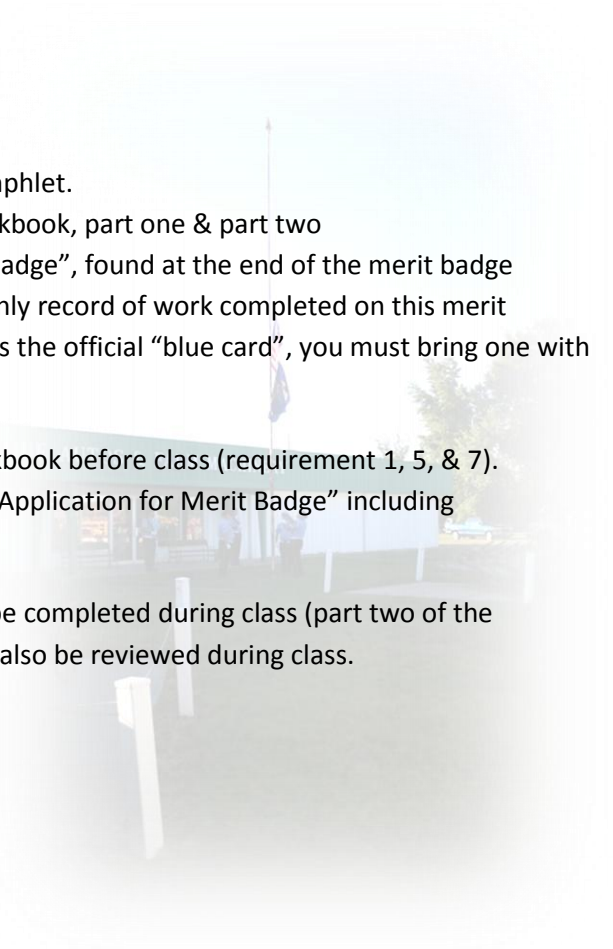 phlet.
kbook, part one & part two
adge”, found at the end of the merit badge
nly record of work completed on this merit
s the official “blue card”, you must bring one with
kbook before class (requirement 1, 5, & 7).
Application for Merit Badge” including
be completed during class (part two of the
also be reviewed during class.